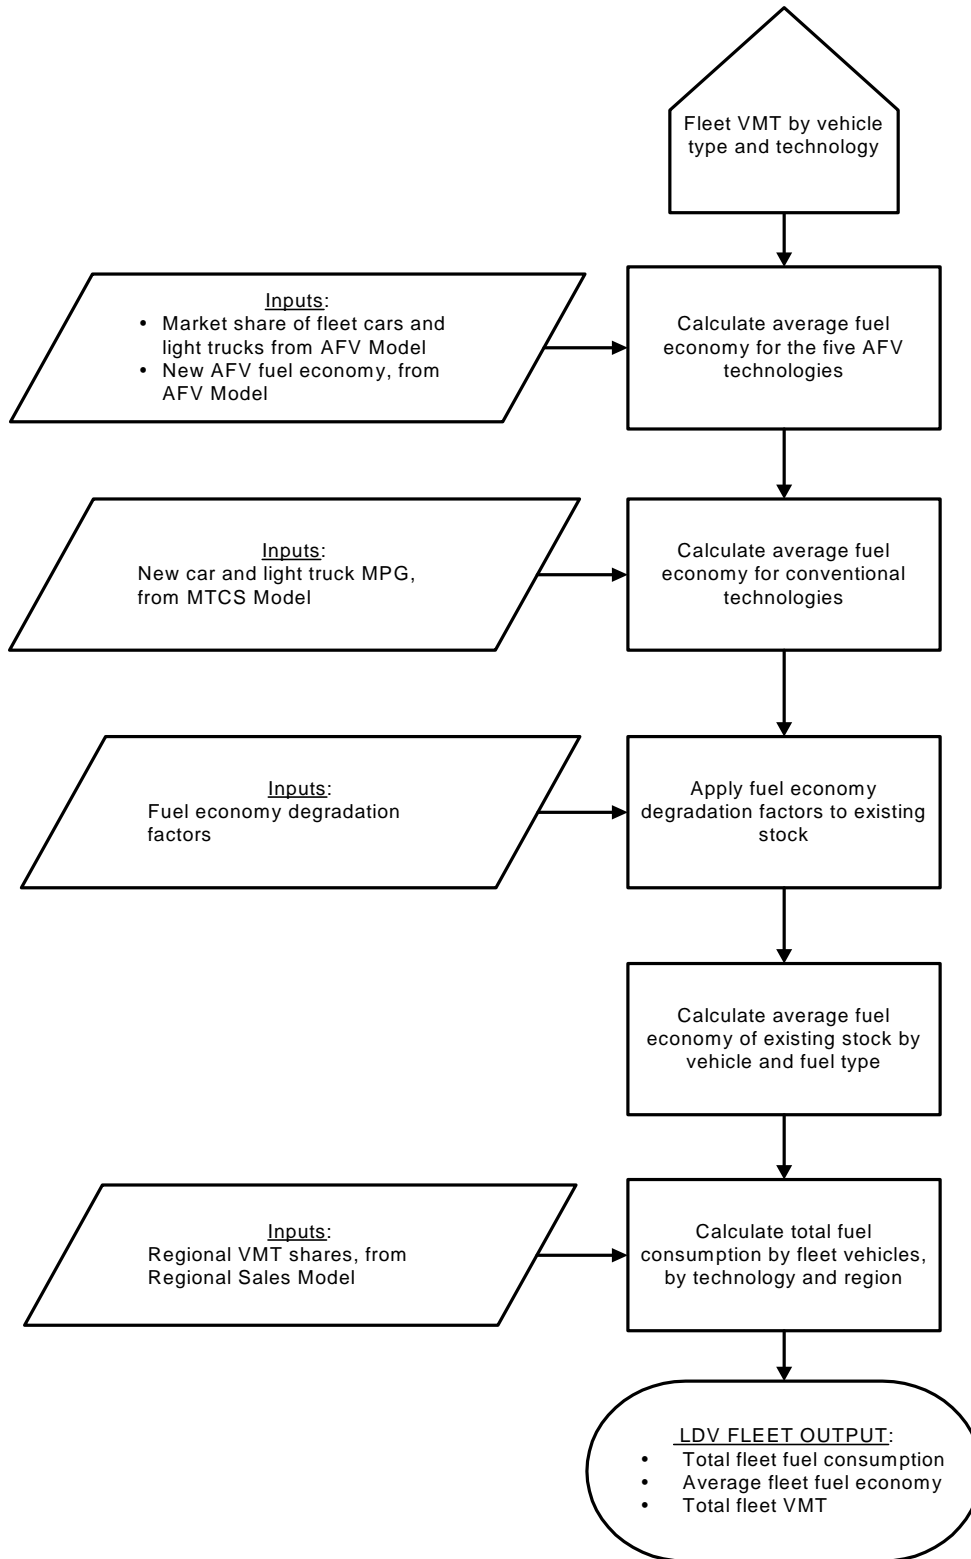 Fleet VMT by vehicle
type and technology
Inputs:
• Market share of fleet cars and
light trucks from AFV Model
• New AFV fuel economy, from
AFV Model
Calculate average fuel
economy for the five AFV
technologies
Inputs:
New car and light truck MPG,
from MTCS Model
Calculate average fuel
economy for conventional
technologies
Inputs:
Fuel economy degradation
factors
Apply fuel economy
degradation factors to existing
stock
Calculate average fuel
economy of existing stock by
vehicle and fuel type
Inputs:
Regional VMT shares, from
Regional Sales Model
Calculate total fuel
consumption by fleet vehicles,
by technology and region
LDV FLEET OUTPUT:
• Total fleet fuel consumption
• Average fleet fuel economy
• Total fleet VMT